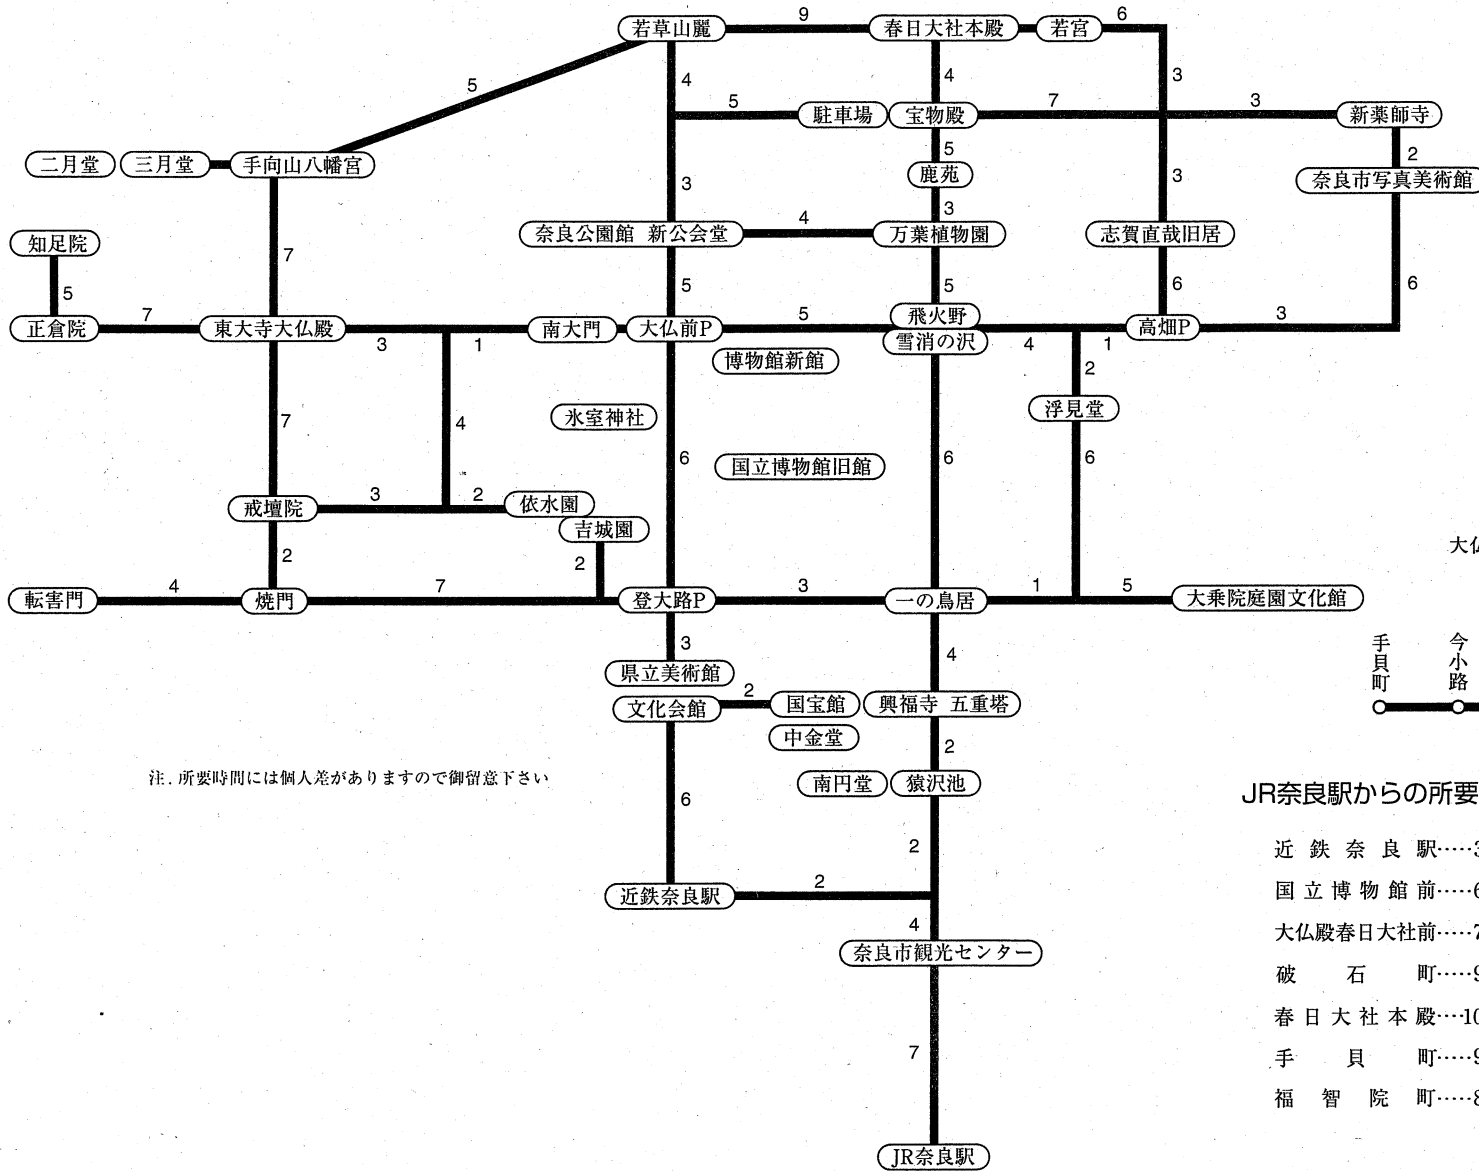 9
6
若草山麗
春日大社本殿
若宮
5
4
4
3
5
7
3
駐車場
宝物殿
新薬師寺
二月堂
三月堂
手向山八幡宮
5
2
鹿苑
奈良市写真美術館
3
3
3
奈良公園館 新公会堂
4
万葉植物園
志賀直哉旧居
知足院
7
5
5
5
6
6
正倉院
7
東大寺大仏殿
3
1
南大門
大仏前P
5
飛火野
雪消の沢
4
1
高畑P
3
博物館新館
2
浮見堂
氷室神社
7
4
6
国立博物館旧館
6
6
戒壇院
3
2
依水園
吉城園
2
2
大仏
転害門
4
焼門
7
登大路P
3
一の鳥居
1
5
大乗院庭園文化館
3
4
手貝町
今小路
県立美術館
文化会館
2
国宝館
興福寺 五重塔
中金堂
2
注.所要時間には個人差がありますので御留意下さい
南円堂
猿沢池
6
2
近鉄奈良駅
2
4
奈良市観光センター
7
JR奈良駅
JR奈良駅からの所要
近鉄奈良駅·····3
国立博物館前·····6
大仏殿春日大社前·····7
破石町·····9
春日大社本殿····10
手貝町·····9
福智院町·····8